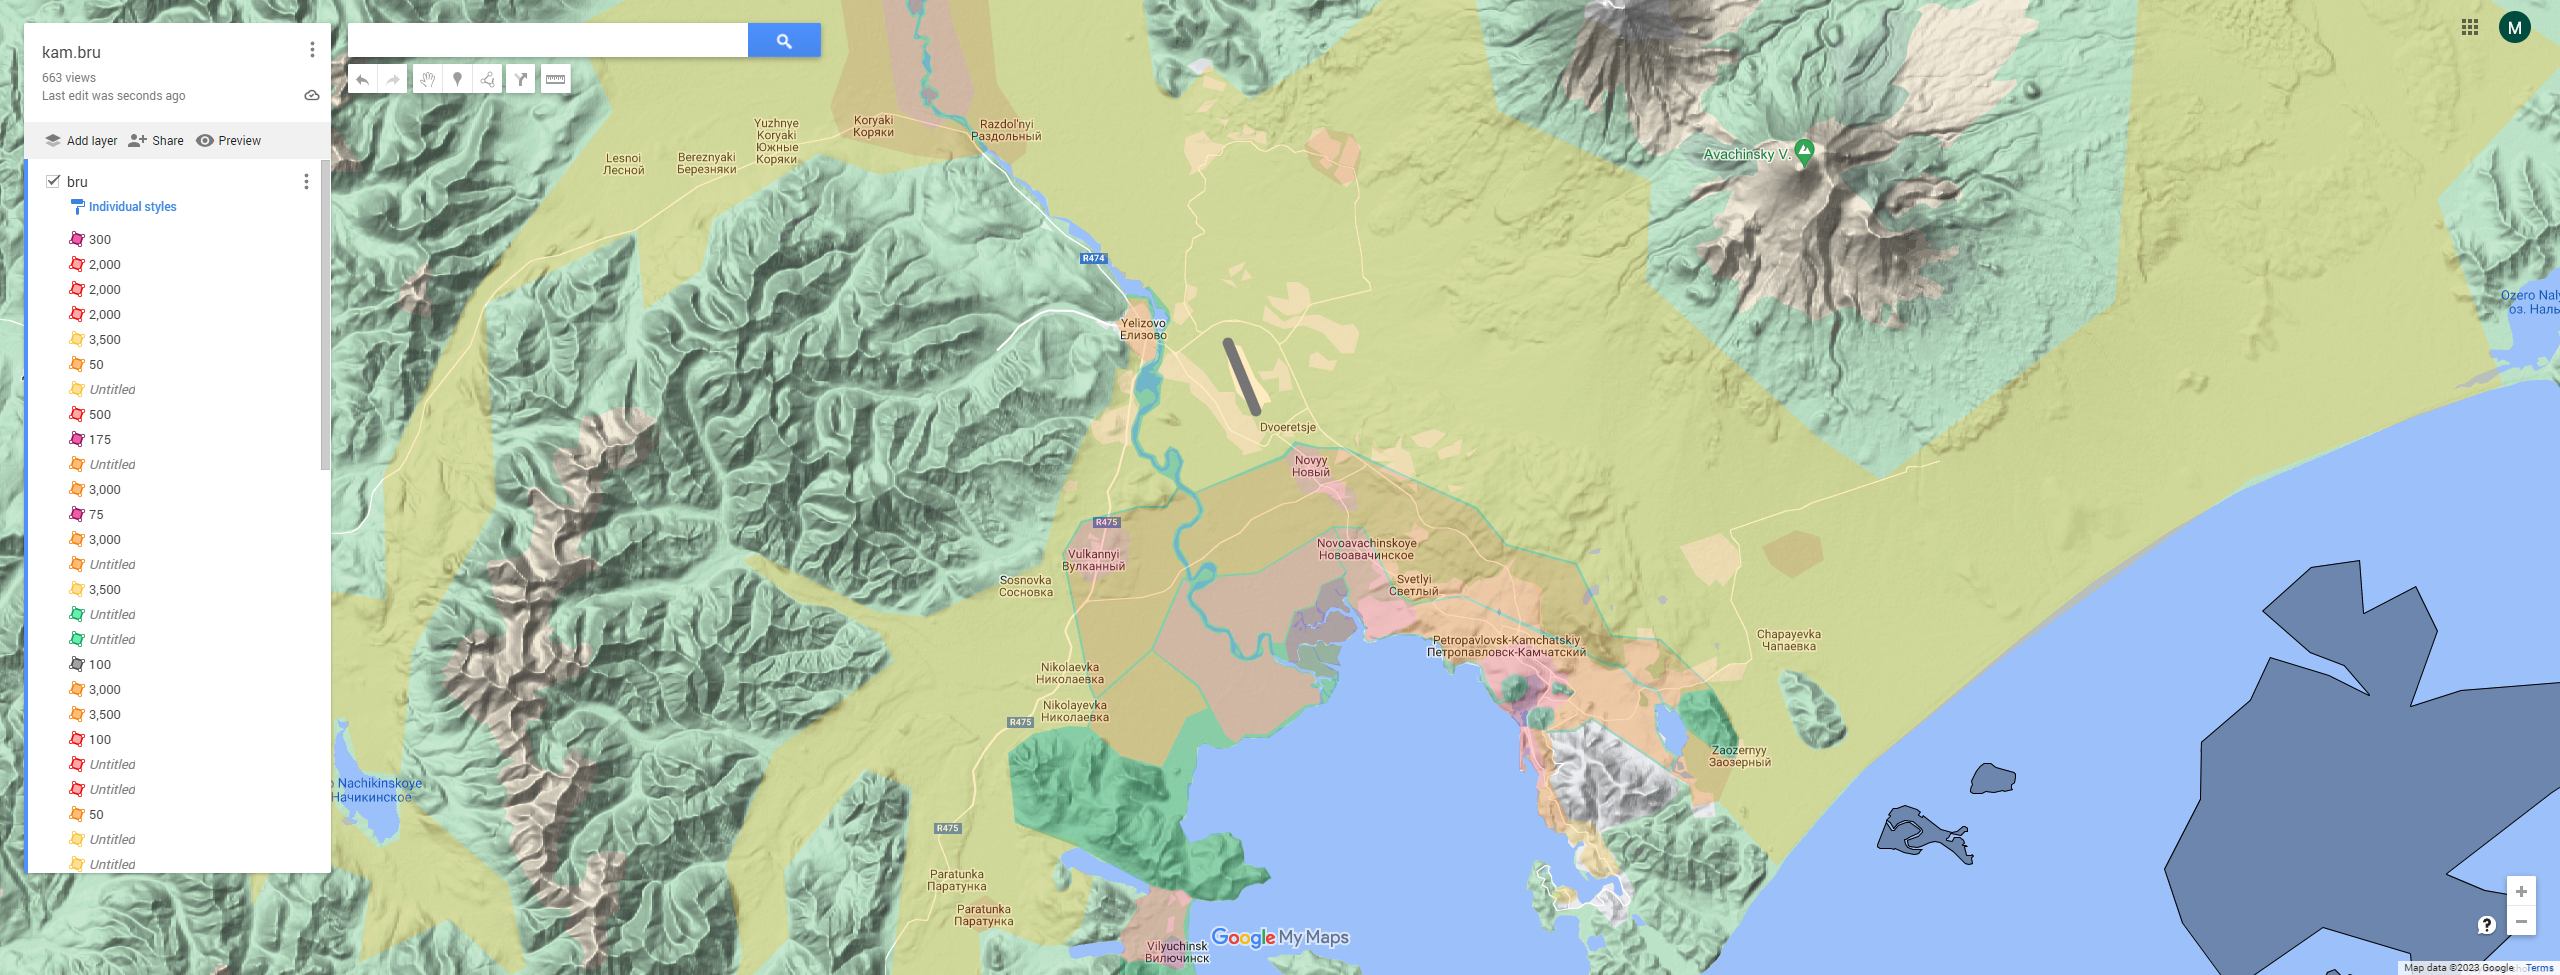 kam.bru
663 views
Last edit was seconds ago
Add layer
Share
Preview
bru
Individual styles
300
2,000
2,000
2,000
3,500
50
Untitled
500
175
Untitled
3,000
75
3,000
Untitled
3,500
Untitled
Untitled
100
3,000
3,500
100
Untitled
Untitled
50
Untitled
Untitled
M
Lesnoi
Лесной
Bereznyaki
Березняки
Yuzhnye
Koryaki
Южные
Коряки
Koryaki
Коряки
Razdol'nyi
Раздольный
Avachinsky V.
R474
Yelizovo
Елизово
Dvoeretsje
Novyy
Новый
R475
Vulkannyi
Вулканный
Novoavachinskoye
Новоавачинское
Svetlyi
Светлый
Sosnovka
Сосновка
Petropavlovsk-Kamchatskiy
Петропавловск-Камчатский
Chapayevka
Чапаевка
Nikolaevka
Николаевка
Nikolayevka
Николаевка
R475
Zaozernyy
Заозерный
Nachikinskoye
Начикинское
R475
Paratunka
Паратунка
Paratunka
Паратунка
Vilyuchinsk
Вилючинск
Ozero Naly
оз. Наль
Google My Maps
Map data ©2023 Google
Terms